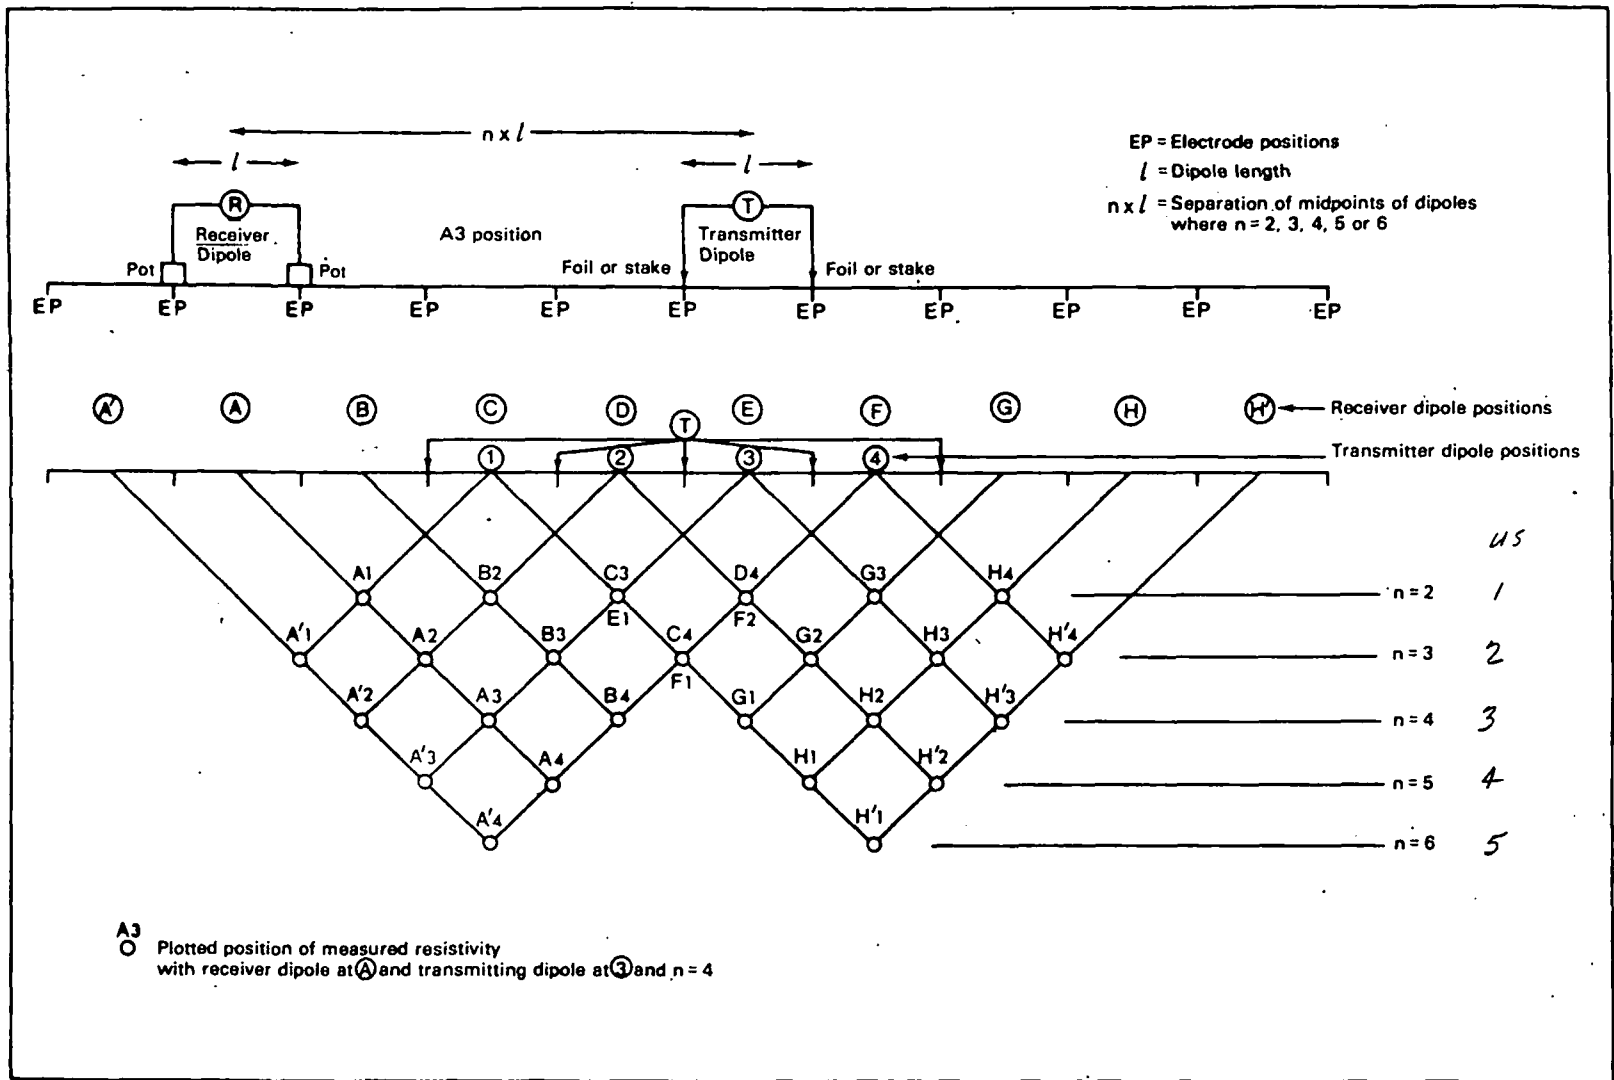 n x l
EP = Electrode positions
l
l
l = Dipole length
n x l = Separation of midpoints of dipoles
where n = 2, 3, 4, 5 or 6
R
T
Receiver
Dipole
A3 position
Transmitter
Dipole
Pot
Pot
Foil or stake
Foil or stake
EP EP EP EP EP EP EP EP EP EP EP
A' A B C D E F G H H' Receiver dipole positions
T
1 2 3 4 Transmitter dipole positions
us
A1 B2 C3 D4 G3 H4
n = 2 1
E1 F2
A'1 A2 B3 C4 G2 H3 H'4
n = 3 2
F1
A'2 A3 B4 G1 H2 H'3
n = 4 3
A'3 A4 H1 H'2
n = 5 4
A'4 H'1
n = 6 5
A3
Plotted position of measured resistivity
with receiver dipole at A and transmitting dipole at 3 and n = 4